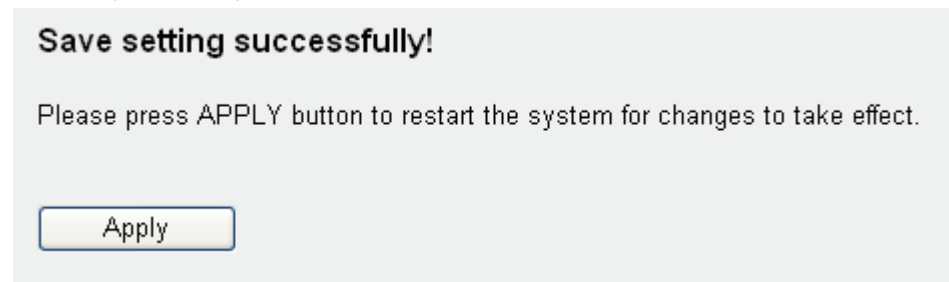 Save setting successfully!
Please press APPLY button to restart the system for changes to take effect.
Apply